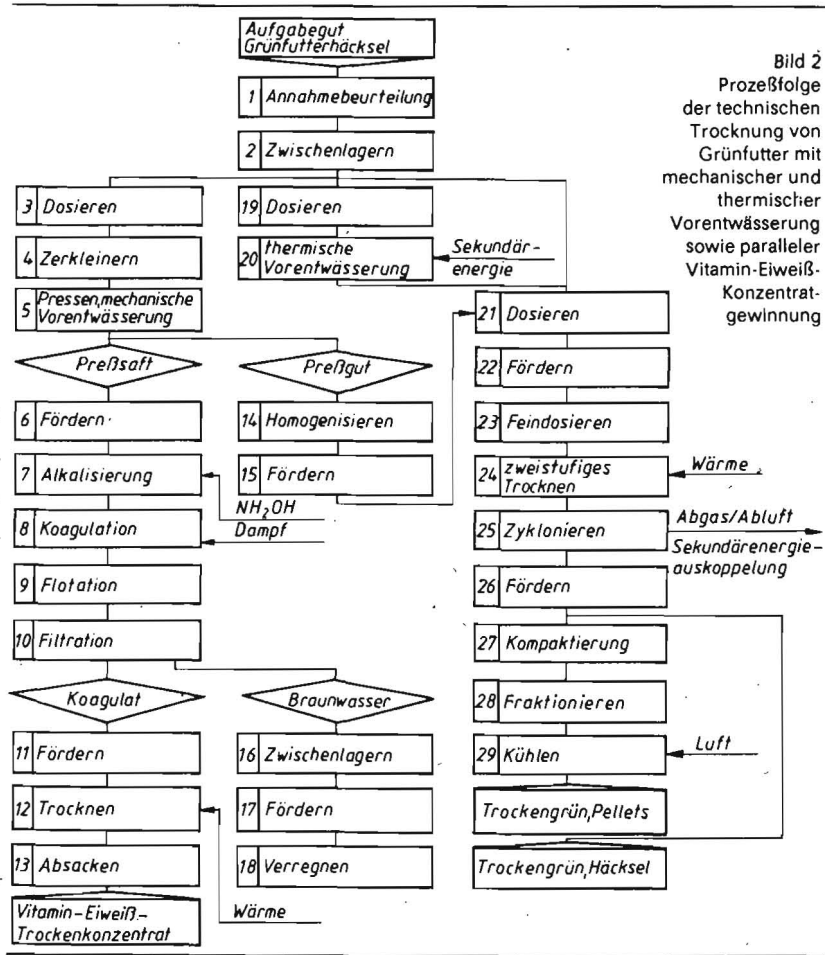 Aufgabegut
Grünfutterhäcksel
Bild 2
Prozeßfolge
der technischen
Trocknung von
Grünfutter mit
mechanischer und
thermischer
Vorentwässerung
sowie paralleler
Vitamin-Eiweiß-
Konzentrat-
gewinnung
1 Annahmebeurteilung
2 Zwischenlagern
3 Dosieren
4 Zerkleinern
5 Pressen, mechanische
Vorentwässerung
Preßsaft
6 Fördern
7 Alkalisierung
NH₂OH
8 Koagulation
Dampf
9 Flotation
10 Filtration
Koagulat
11 Fördern
12 Trocknen
Wärme
13 Absacken
Vitamin-Eiweiß-
Trockenkonzentrat
Preßgut
14 Homogenisieren
15 Fördern
Braunwasser
16 Zwischenlagern
17 Fördern
18 Verregnen
19 Dosieren
20 thermische
Vorentwässerung
Sekundär-
energie
21 Dosieren
22 Fördern
23 Feindosieren
24 zweistufiges
Trocknen
Wärme
25 Zyklonieren
Abgas/Abluft
Sekundärenergie-
auskoppelung
26 Fördern
27 Kompaktierung
28 Fraktionieren
29 Kühlen
Luft
Trockengrün, Pellets
Trockengrün, Häcksel